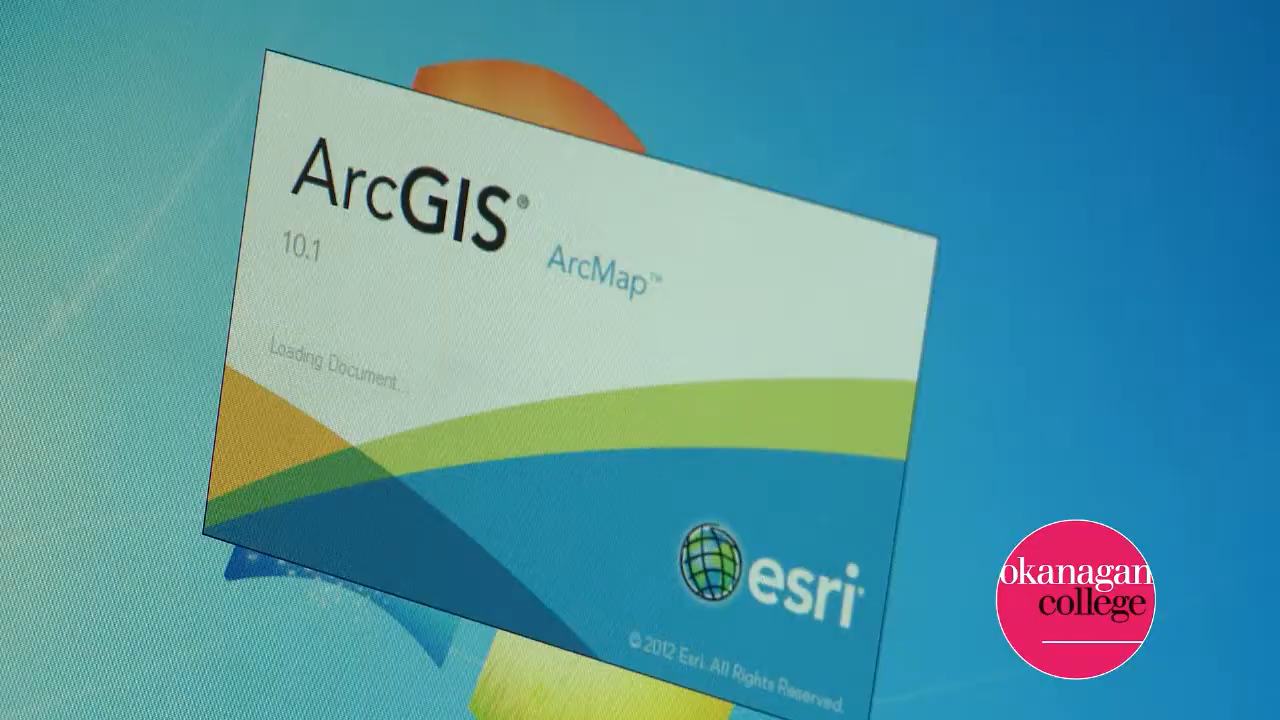 ArcGIS®
10.1
ArcMap™
Loading Document...
esri
© 2012 Esri. All Rights Reserved.
okanagan
college